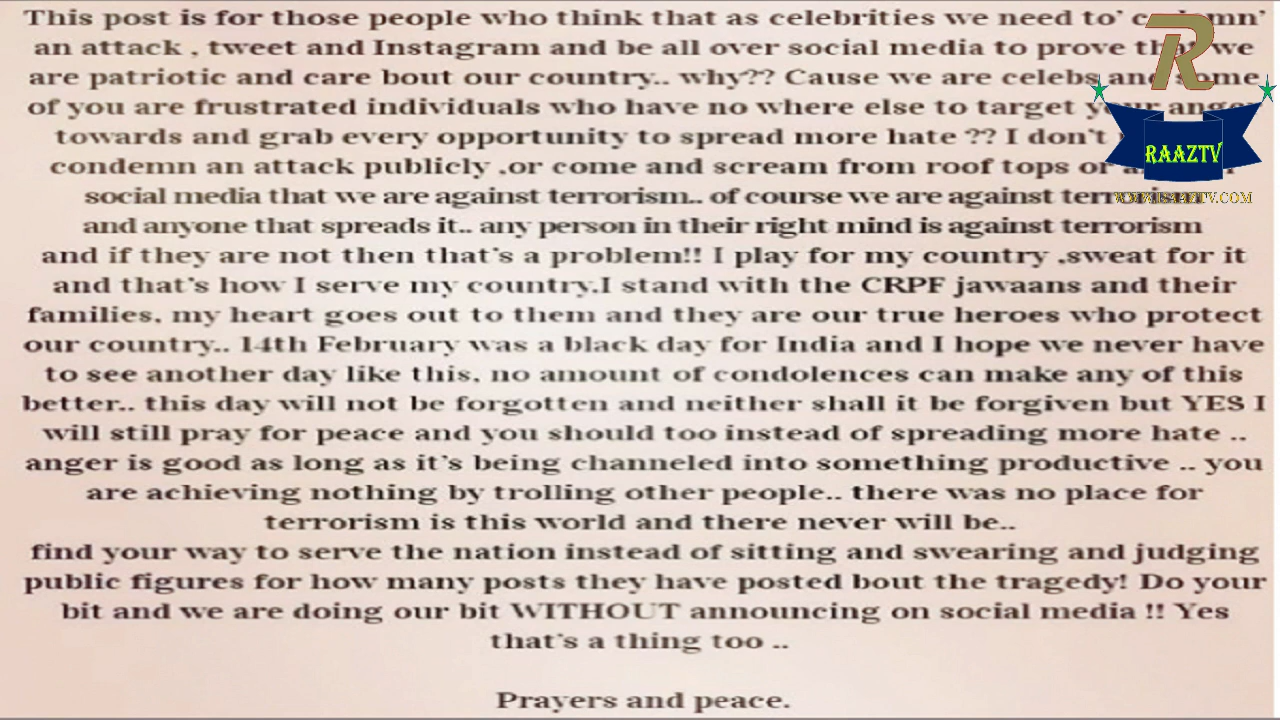 This post is for those people who think that as celebrities we need to'
an attack , tweet and Instagram and be all over social media to prove that we
are patriotic and care bout our country.. why?? Cause we are celebs and some
of you are frustrated individuals who have no where else to target your anger
towards and grab every opportunity to spread more hate ?? I don't
condemn an attack publicly ,or come and scream from roof tops or
social media that we are against terrorism.. of course we are against terrorism
and anyone that spreads it.. any person in their right mind is against terrorism
and if they are not then that's a problem!! I play for my country ,sweat for it
and that's how I serve my country.I stand with the CRPF jawaans and their
families, my heart goes out to them and they are our true heroes who protect
our country.. 14th February was a black day for India and I hope we never have
to see another day like this, no amount of condolences can make any of this
better.. this day will not be forgotten and neither shall it be forgiven but YES I
will still pray for peace and you should too instead of spreading more hate ..
anger is good as long as it's being channeled into something productive .. you
are achieving nothing by trolling other people.. there was no place for
terrorism is this world and there never will be..
find your way to serve the nation instead of sitting and swearing and judging
public figures for how many posts they have posted bout the tragedy! Do your
bit and we are doing our bit WITHOUT announcing on social media !! Yes
that's a thing too ..
Prayers and peace.
R
RAAZTV
WWW.RAAZTV.COM